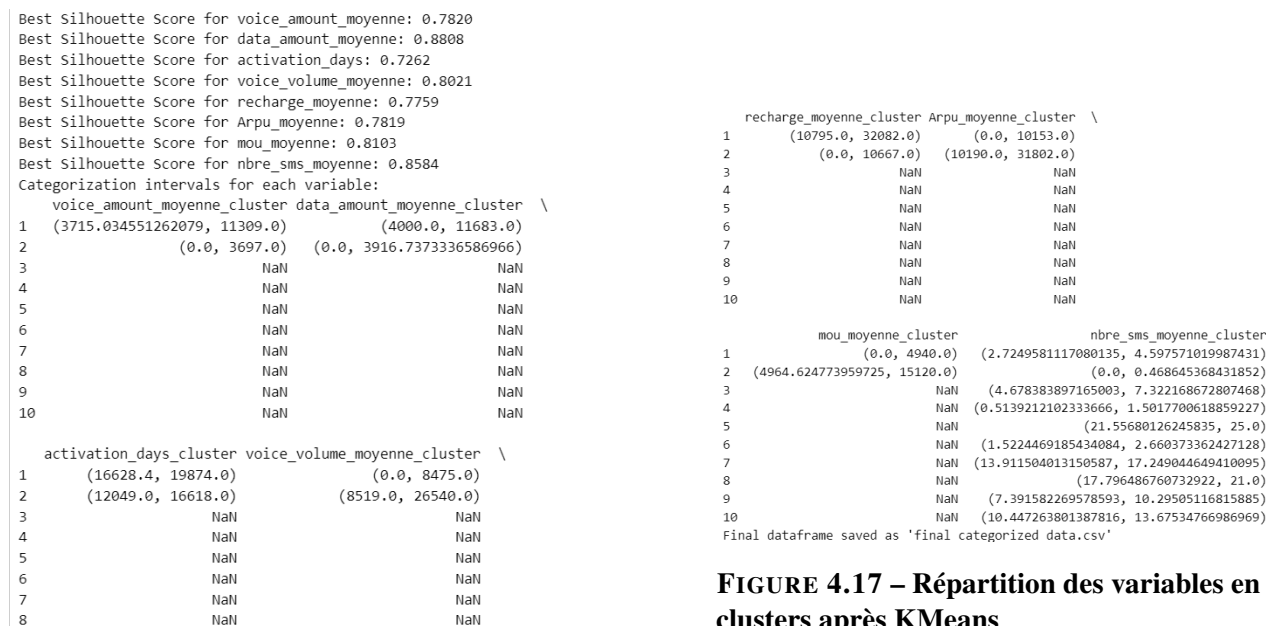 Best Silhouette Score for voice_amount_moyenne: 0.7820
Best Silhouette Score for data_amount_moyenne: 0.8808
Best Silhouette Score for activation_days: 0.7262
Best Silhouette Score for voice_volume_moyenne: 0.8021
Best Silhouette Score for recharge_moyenne: 0.7759
Best Silhouette Score for Arpu_moyenne: 0.7819
Best Silhouette Score for mou_moyenne: 0.8103
Best Silhouette Score for nbre_sms_moyenne: 0.8584
Categorization intervals for each variable:
voice_amount_moyenne_cluster data_amount_moyenne_cluster \
1 (3715.034551262079, 11309.0) (4000.0, 11683.0)
2 (0.0, 3697.0) (0.0, 3916.7373336586966)
3 NaN NaN
4 NaN NaN
5 NaN NaN
6 NaN NaN
7 NaN NaN
8 NaN NaN
9 NaN NaN
10 NaN NaN
activation_days_cluster voice_volume_moyenne_cluster \
1 (16628.4, 19874.0) (0.0, 8475.0)
2 (12049.0, 16618.0) (8519.0, 26540.0)
3 NaN NaN
4 NaN NaN
5 NaN NaN
6 NaN NaN
7 NaN NaN
8 NaN NaN
recharge_moyenne_cluster Arpu_moyenne_cluster \
1 (10795.0, 32082.0) (0.0, 10153.0)
2 (0.0, 10667.0) (10190.0, 31802.0)
3 NaN NaN
4 NaN NaN
5 NaN NaN
6 NaN NaN
7 NaN NaN
8 NaN NaN
9 NaN NaN
10 NaN NaN
mou_moyenne_cluster nbre_sms_moyenne_cluster
1 (0.0, 4940.0) (2.7249581117080135, 4.597571019987431)
2 (4964.624773959725, 15120.0) (0.0, 0.468645368431852)
3 NaN (4.678383897165003, 7.322168672807468)
4 NaN (0.5139212102333666, 1.5017700618859227)
5 NaN (21.55680126245835, 25.0)
6 NaN (1.5224469185434084, 2.660373362427128)
7 NaN (13.911504013150587, 17.249044649410095)
8 NaN (17.796486760732922, 21.0)
9 NaN (7.391582269578593, 10.29505116815885)
10 NaN (10.447263801387816, 13.67534766986969)
Final dataframe saved as 'final categorized data.csv'
FIGURE 4.17 – Répartition des variables en
clusters après KMeans